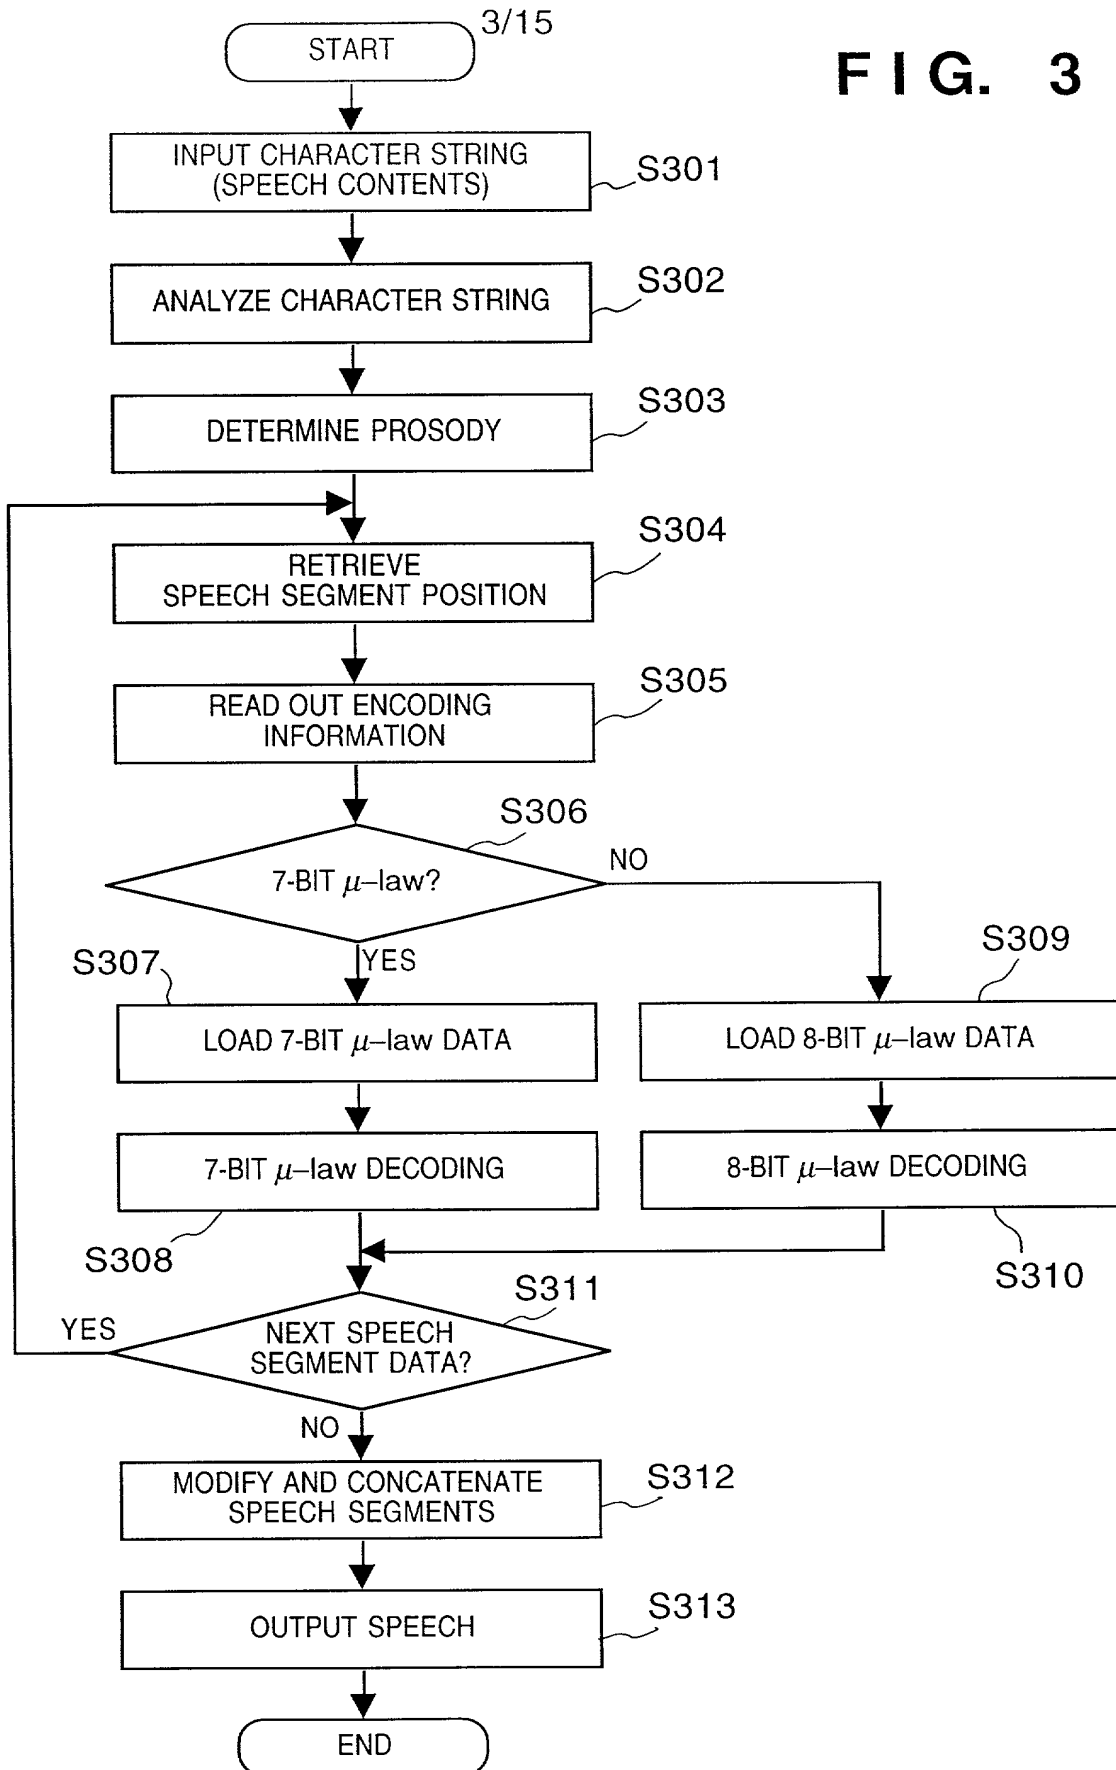 3/15
FIG. 3
START
INPUT CHARACTER STRING
(SPEECH CONTENTS)
S301
ANALYZE CHARACTER STRING
S302
DETERMINE PROSODY
S303
RETRIEVE
SPEECH SEGMENT POSITION
S304
READ OUT ENCODING
INFORMATION
S305
7-BIT μ–law?
S306
NO
YES
S307
LOAD 7-BIT μ–law DATA
S309
LOAD 8-BIT μ–law DATA
7-BIT μ–law DECODING
S308
8-BIT μ–law DECODING
S310
S311
YES
NEXT SPEECH
SEGMENT DATA?
NO
MODIFY AND CONCATENATE
SPEECH SEGMENTS
S312
OUTPUT SPEECH
S313
END